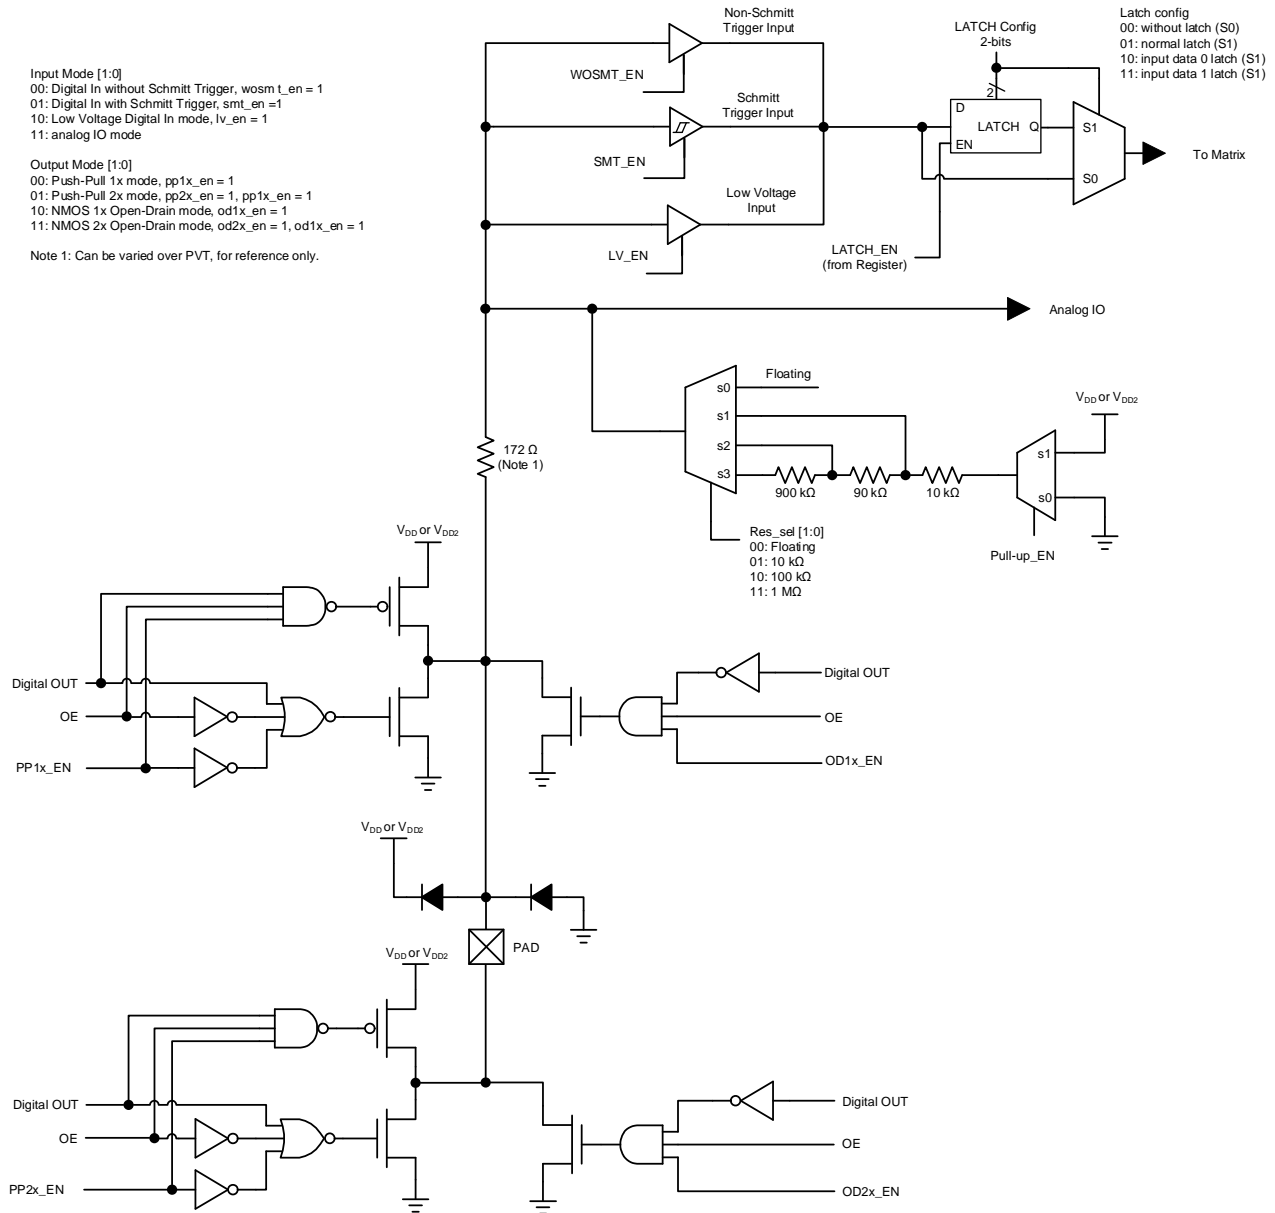 Non-Schmitt
Trigger Input
WOSMT_EN
Schmitt
Trigger Input
SMT_EN
Low Voltage
Input
LV_EN
LATCH Config
2-bits
2
D
LATCH
Q
EN
S1
S0
LATCH_EN
(from Register)
To Matrix
Latch config
00: without latch (S0)
01: normal latch (S1)
10: input data 0 latch (S1)
11: input data 1 latch (S1)
Input Mode [1:0]
00: Digital In without Schmitt Trigger, wosm t_en = 1
01: Digital In with Schmitt Trigger, smt_en =1
10: Low Voltage Digital In mode, lv_en = 1
11: analog IO mode
Output Mode [1:0]
00: Push-Pull 1x mode, pp1x_en = 1
01: Push-Pull 2x mode, pp2x_en = 1, pp1x_en = 1
10: NMOS 1x Open-Drain mode, od1x_en = 1
11: NMOS 2x Open-Drain mode, od2x_en = 1, od1x_en = 1
Note 1: Can be varied over PVT, for reference only.
Analog IO
Floating
s0
s1
s2
s3
900 kΩ
90 kΩ
10 kΩ
VDD or VDD2
s1
s0
Pull-up_EN
Res_sel [1:0]
00: Floating
01: 10 kΩ
10: 100 kΩ
11: 1 MΩ
172 Ω
(Note 1)
VDD or VDD2
Digital OUT
OE
PP1x_EN
Digital OUT
OE
OD1x_EN
VDD or VDD2
PAD
VDD or VDD2
Digital OUT
OE
PP2x_EN
Digital OUT
OE
OD2x_EN